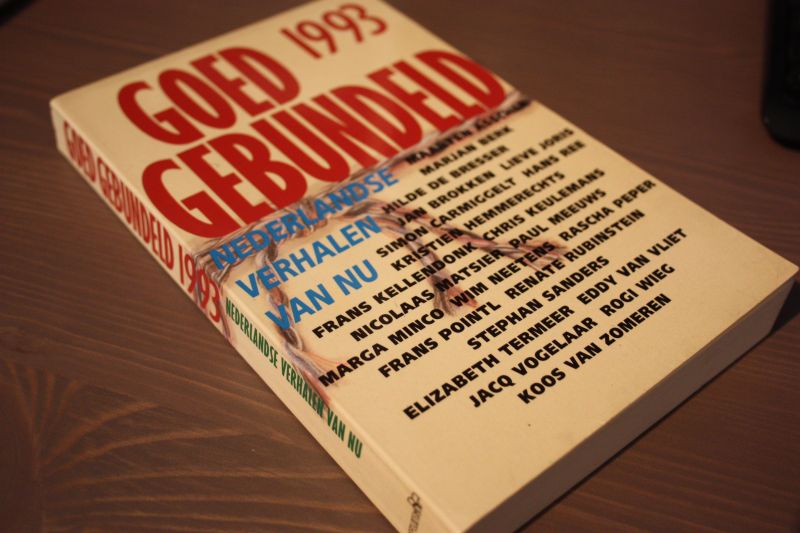 GOED 1993
GEBUNDELD
NEDERLANDSE
VERHALEN
VAN NU
MAARTEN
MARJAN BERK
HILDE DE BRESSER
JAN BROKKEN LIEVE JORIS
SIMON CARMIGGELT HANS REE
KRISTIEN HEMMERECHTS
FRANS KELLENDONK CHRIS KEULEMANS
NICOLAAS MATSIER PAUL MEEUWS
MARGA MINCO WIM NEETENS RASCHA PEPER
FRANS POINTL RENATE RUBINSTEIN
STEPHAN SANDERS
ELIZABETH TERMEER EDDY VAN VLIET
JACQ VOGELAAR ROGI WIEG
KOOS VAN ZOMEREN
GOED GEBUNDELD 1993
NEDERLANDSE VERHALEN VAN NU